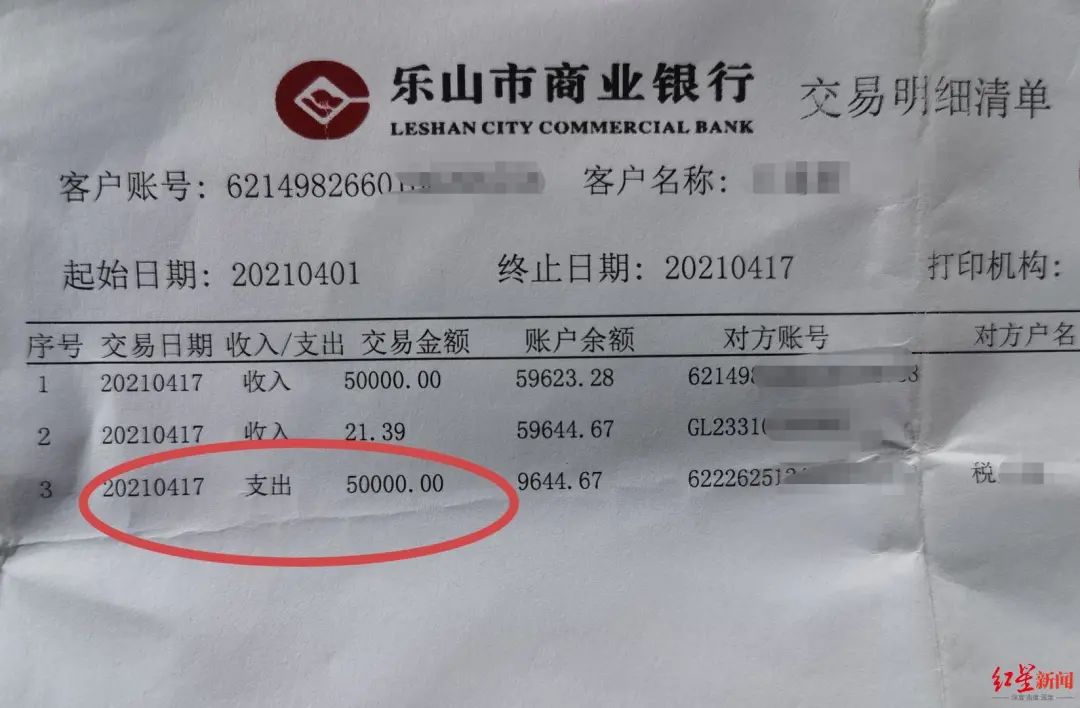 乐山市商业银行 交易明细清单
LESHAN CITY COMMERCIAL BANK
客户账号: 62149826601 客户名称:
起始日期: 20210401 终止日期: 20210417 打印机构:
序号 交易日期 收入/支出 交易金额 账户余额 对方账号 对方户名
1 20210417 收入 50000.00 59623.28 62149
2 20210417 收入 21.39 59644.67 GL2331
3 20210417 支出 50000.00 9644.67 622262512 税
红星新闻